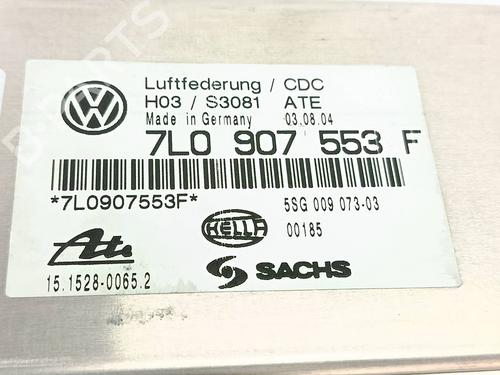 Luftfederung / CDC
H03 / S3081 ATE
Made in Germany 03.08.04
7L0 907 553 F
*7L0907553F*
5SG 009 073-03
HELLA
00185
Ate
SACHS
15.1528-0065.2